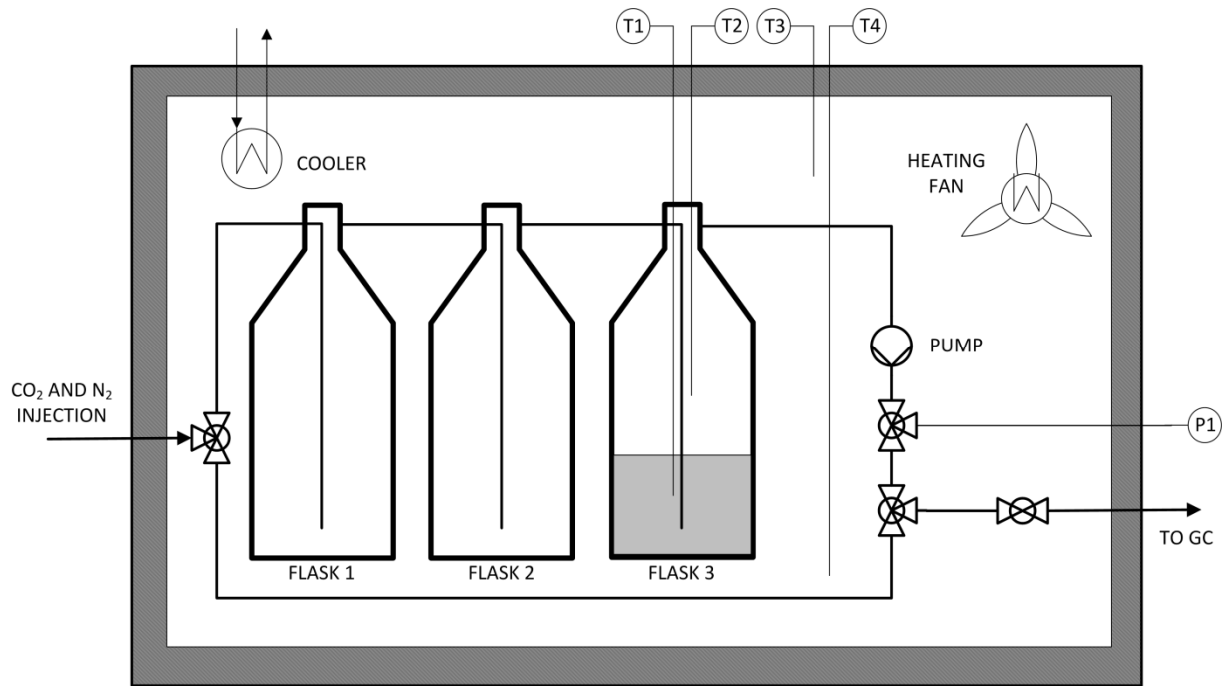 T1
T2
T3
T4
COOLER
HEATING
FAN
PUMP
CO₂ AND N₂
INJECTION
P1
TO GC
FLASK 1
FLASK 2
FLASK 3